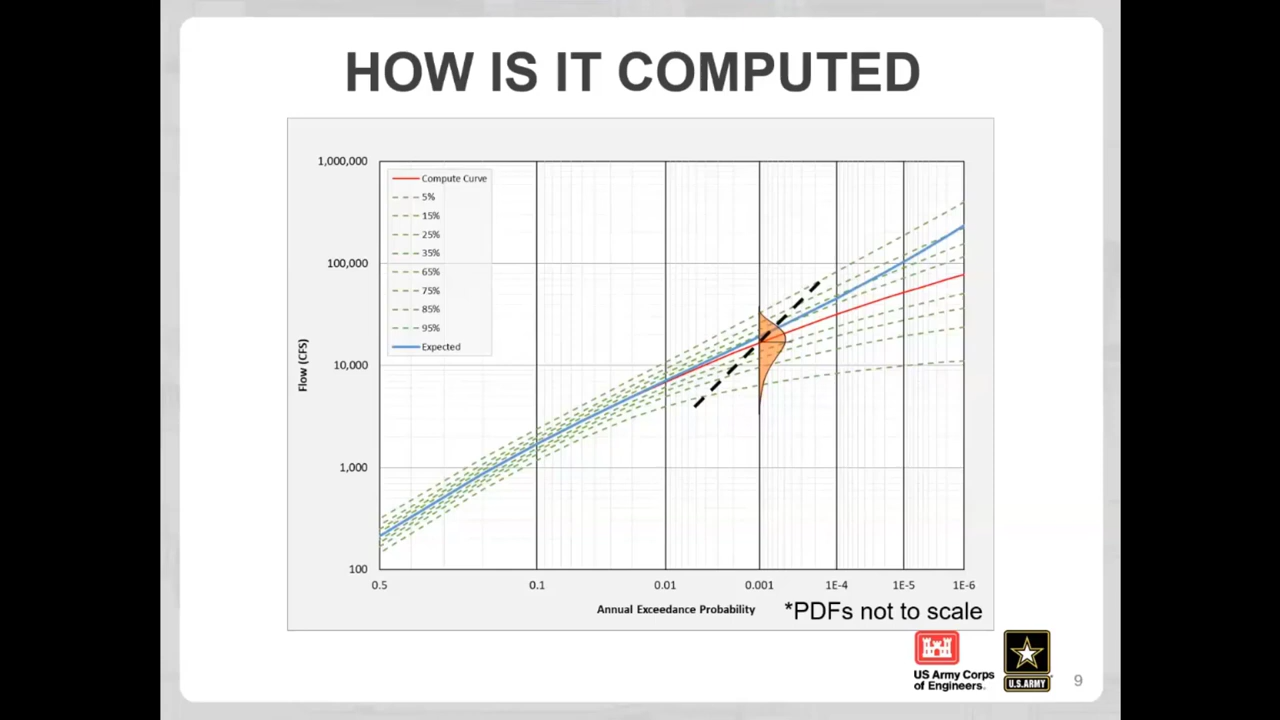 HOW IS IT COMPUTED
1,000,000
100,000
10,000
1,000
100
Flow (CFS)
Compute Curve
5%
15%
25%
35%
65%
75%
85%
95%
Expected
0.5
0.1
0.01
0.001
1E-4
1E-5
1E-6
Annual Exceedance Probability
*PDFs not to scale
US Army Corps
of Engineers.
U.S.ARMY
9